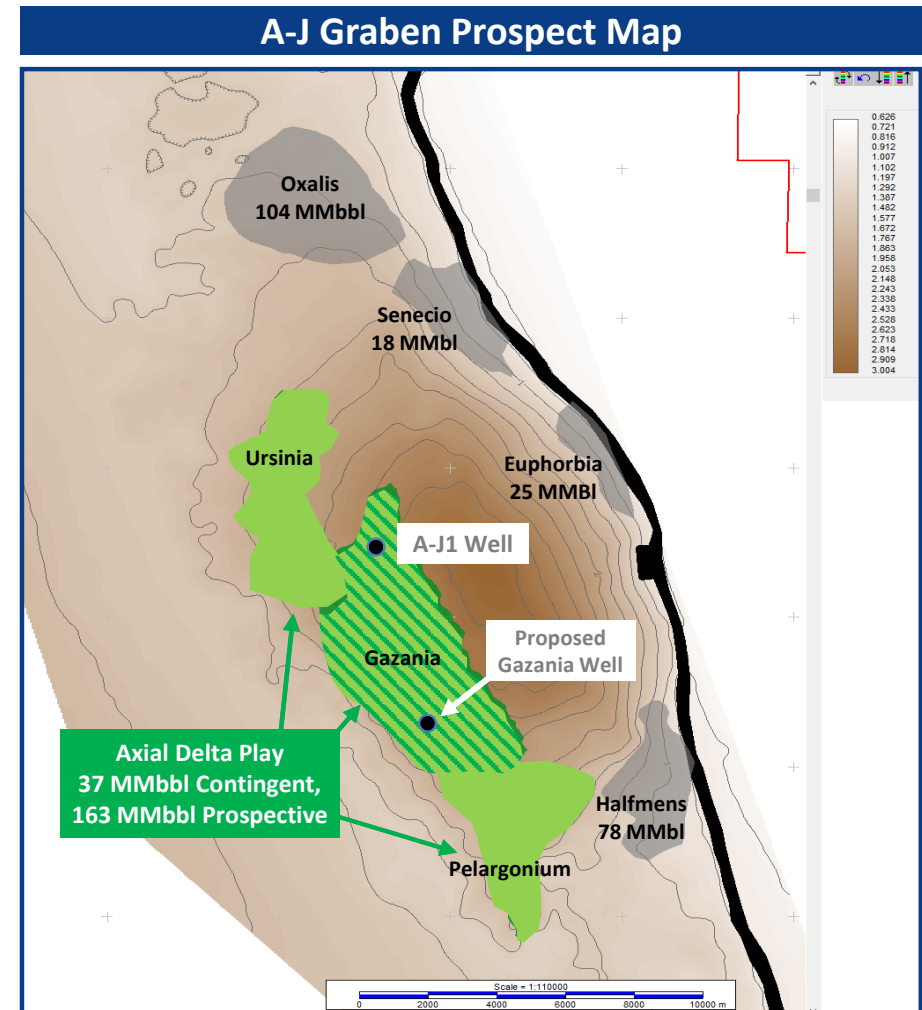 A-J Graben Prospect Map
Oxalis
104 MMbbl
Senecio
18 MMbl
Ursinia
Euphorbia
25 MMBl
A-J1 Well
Proposed
Gazania Well
Gazania
Axial Delta Play
37 MMbbl Contingent,
163 MMbbl Prospective
Halfmens
78 MMbl
Pelargonium
Scale = 1:110000
0 2000 4000 6000 8000 10000 m
0.626
0.721
0.816
0.912
1.007
1.102
1.197
1.292
1.387
1.482
1.577
1.672
1.767
1.863
1.958
2.053
2.148
2.243
2.338
2.433
2.528
2.623
2.718
2.814
2.909
3.004